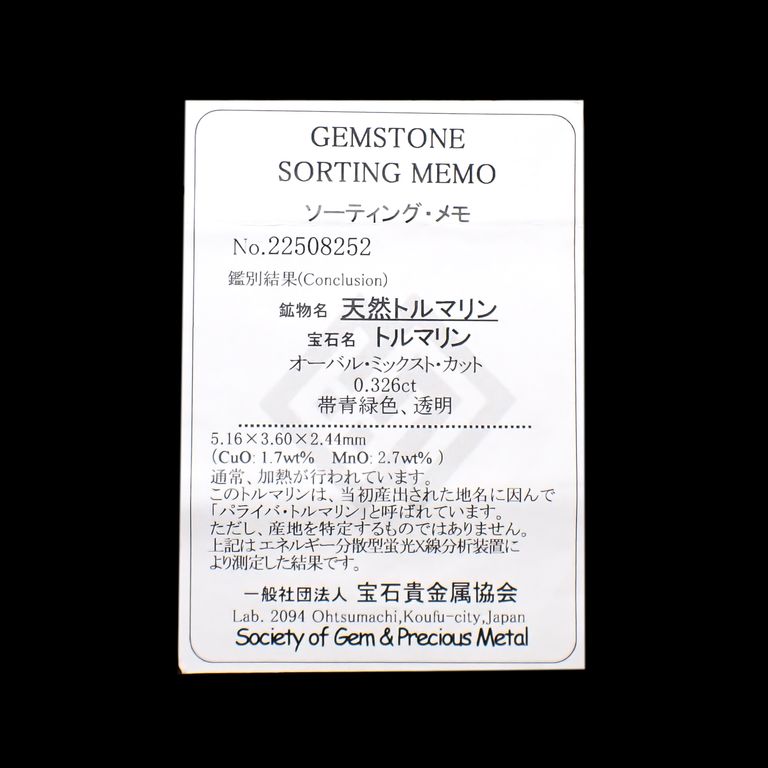 GEMSTONE
SORTING MEMO
ソーティング・メモ
No.22508252
鑑別結果(Conclusion)
鉱物名 天然トルマリン
宝石名 トルマリン
オーバル・ミックスト・カット
0.326ct
帯青緑色、透明
5.16×3.60×2.44mm
(CuO: 1.7wt% MnO: 2.7wt% )
通常、加熱が行われています。
このトルマリンは、当初産出された地名に因んで
「パライバ・トルマリン」と呼ばれています。
ただし、産地を特定するものではありません。
上記はエネルギー分散型蛍光X線分析装置に
より測定した結果です。
一般社団法人 宝石貴金属協会
Lab. 2094 Ohtsumachi,Koufu-city,Japan
Society of Gem & Precious Metal